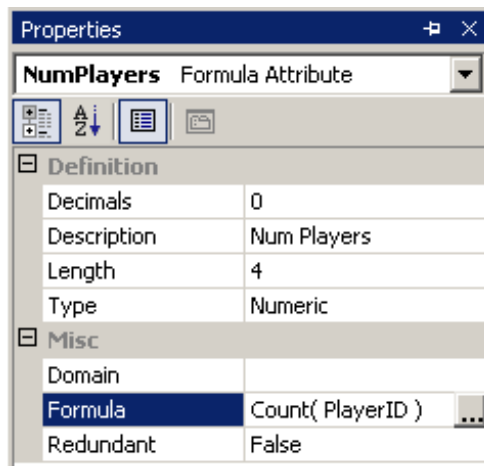 Properties
NumPlayers Formula Attribute
Definition
Decimals 0
Description Num Players
Length 4
Type Numeric
Misc
Domain
Formula Count( PlayerID ) ...
Redundant False